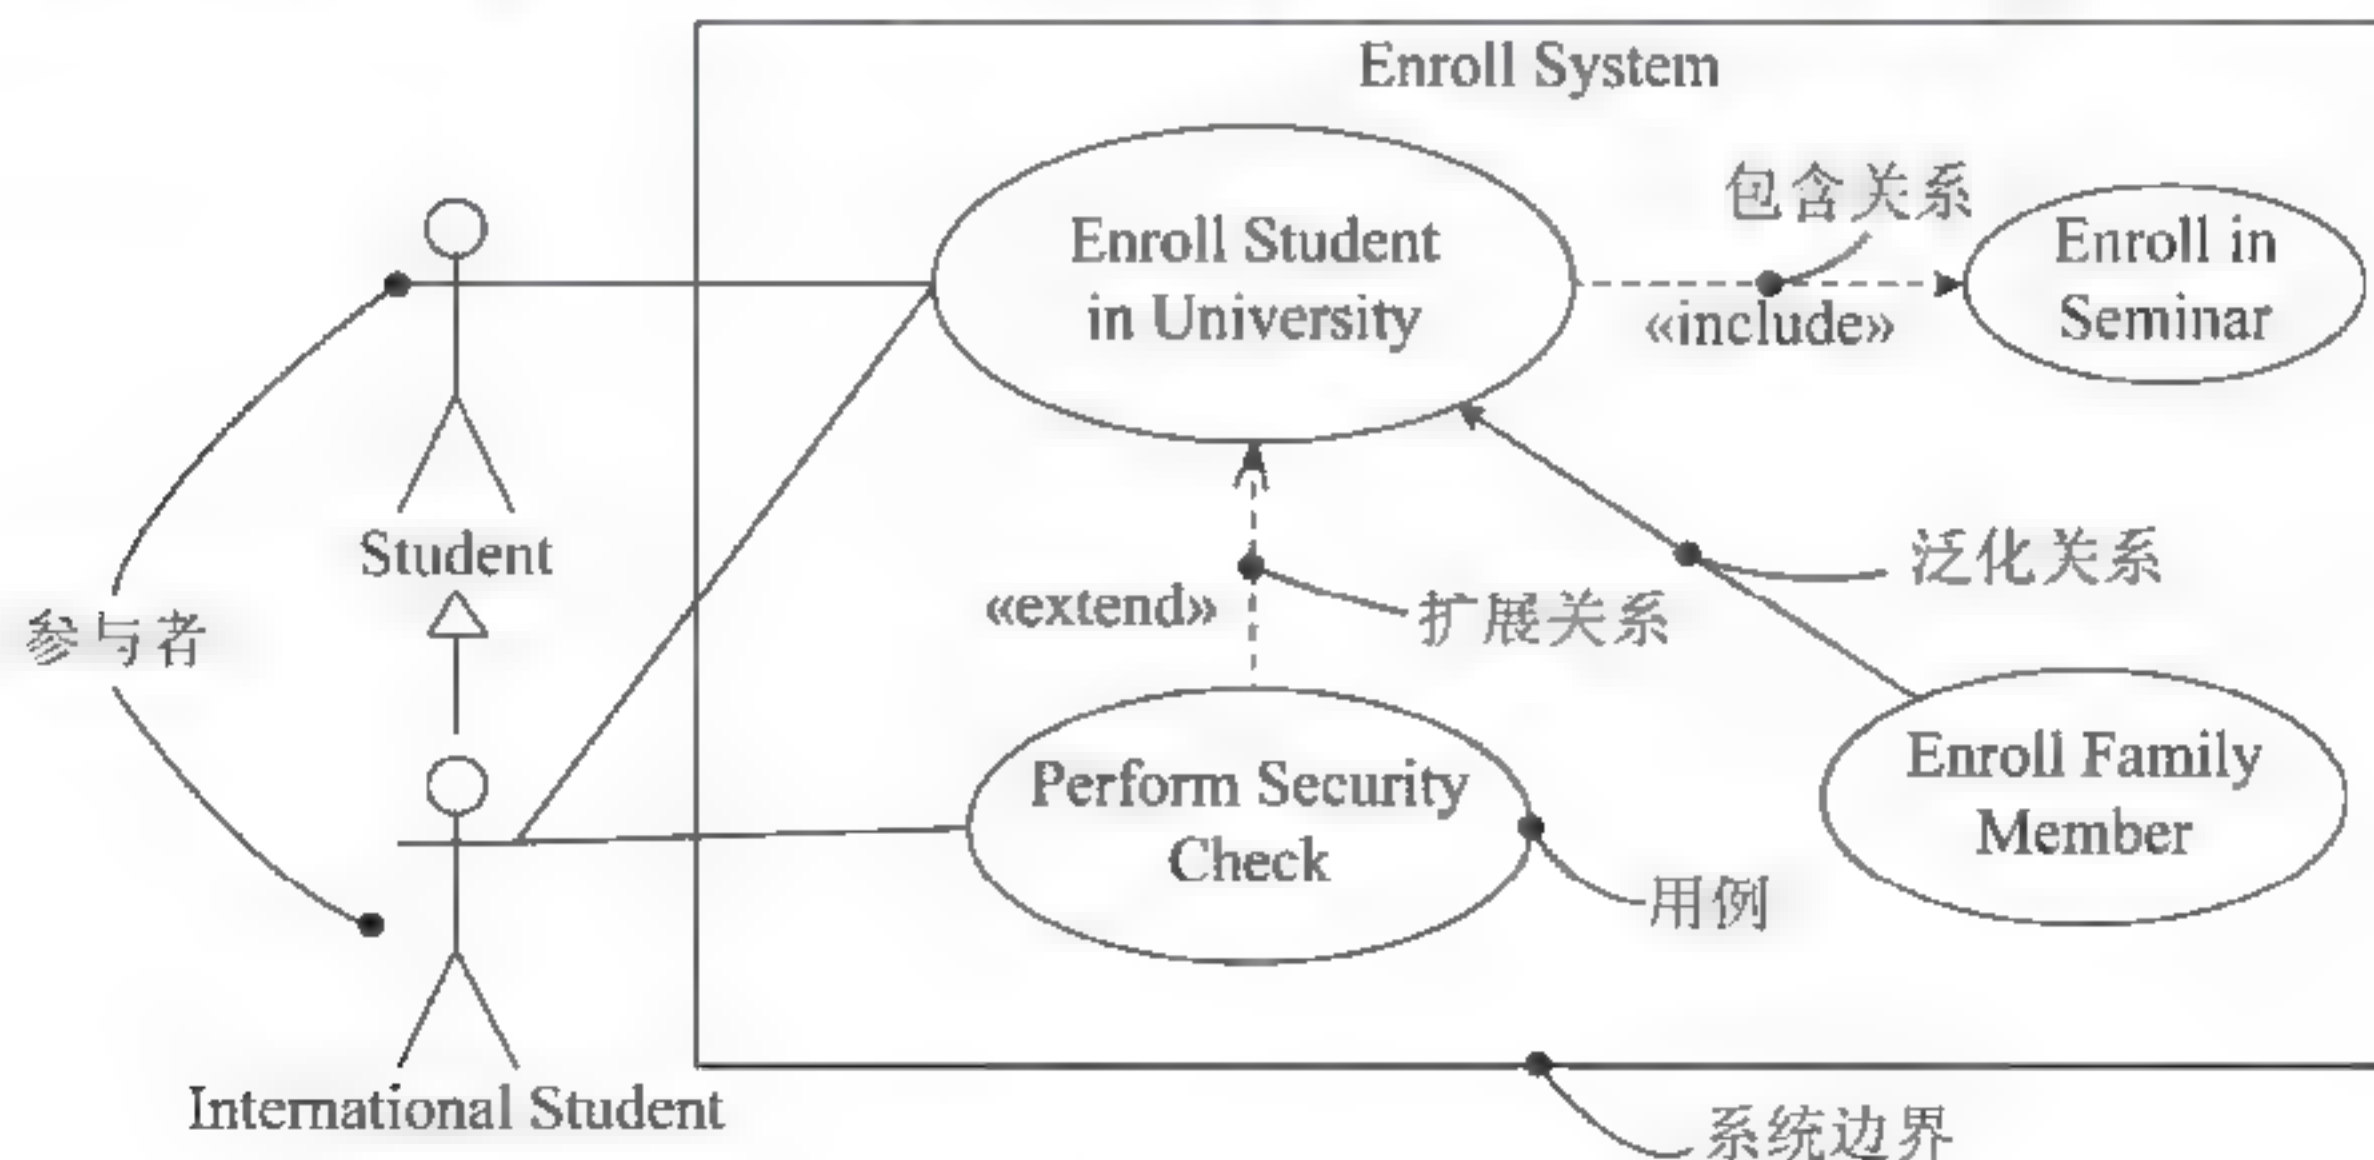 Enroll System
包含关系
Enroll Student
in University
Enroll in
Seminar
«include»
Student
泛化关系
«extend»
扩展关系
参与者
Perform Security
Check
Enroll Family
Member
用例
International Student
系统边界